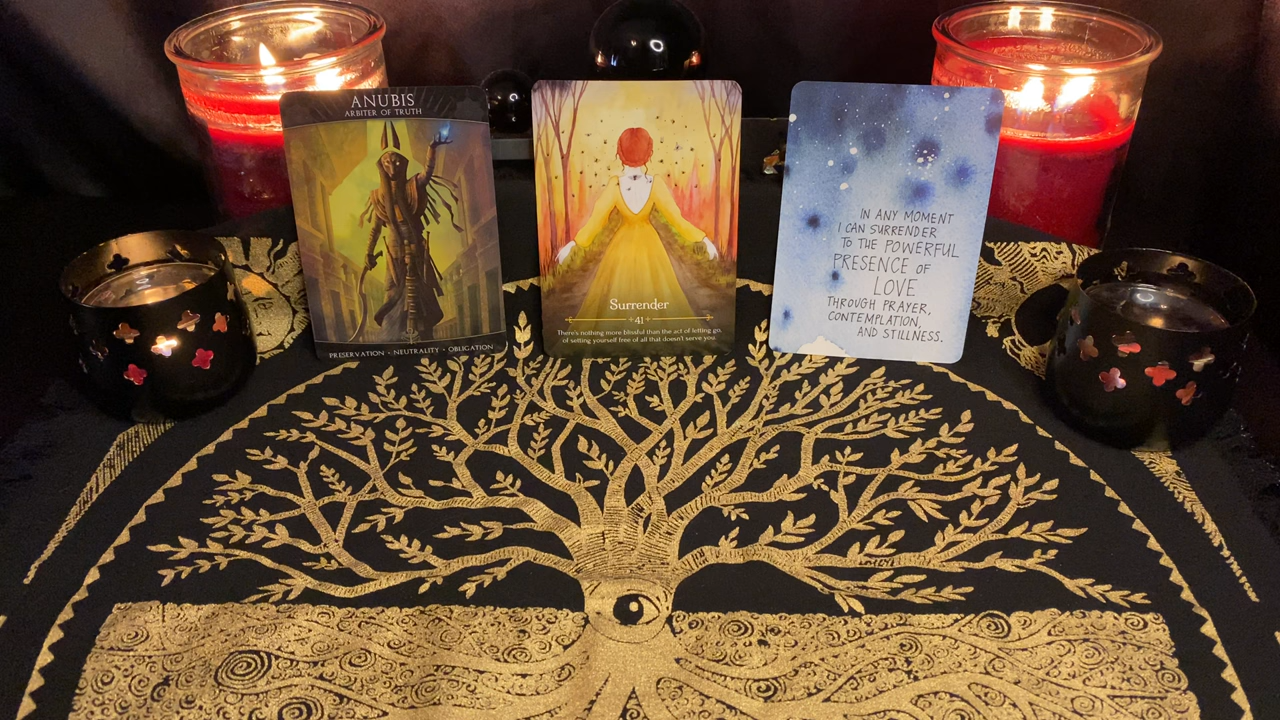 ANUBIS
ARBITER OF TRUTH
PRESERVATION • NEUTRALITY • OBLIGATION
Surrender
41
There's nothing more blissful than the act of letting go,
of setting yourself free of all that doesn't serve you.
IN ANY MOMENT
I CAN SURRENDER
TO THE POWERFUL
PRESENCE OF
LOVE
THROUGH PRAYER,
CONTEMPLATION,
AND STILLNESS.